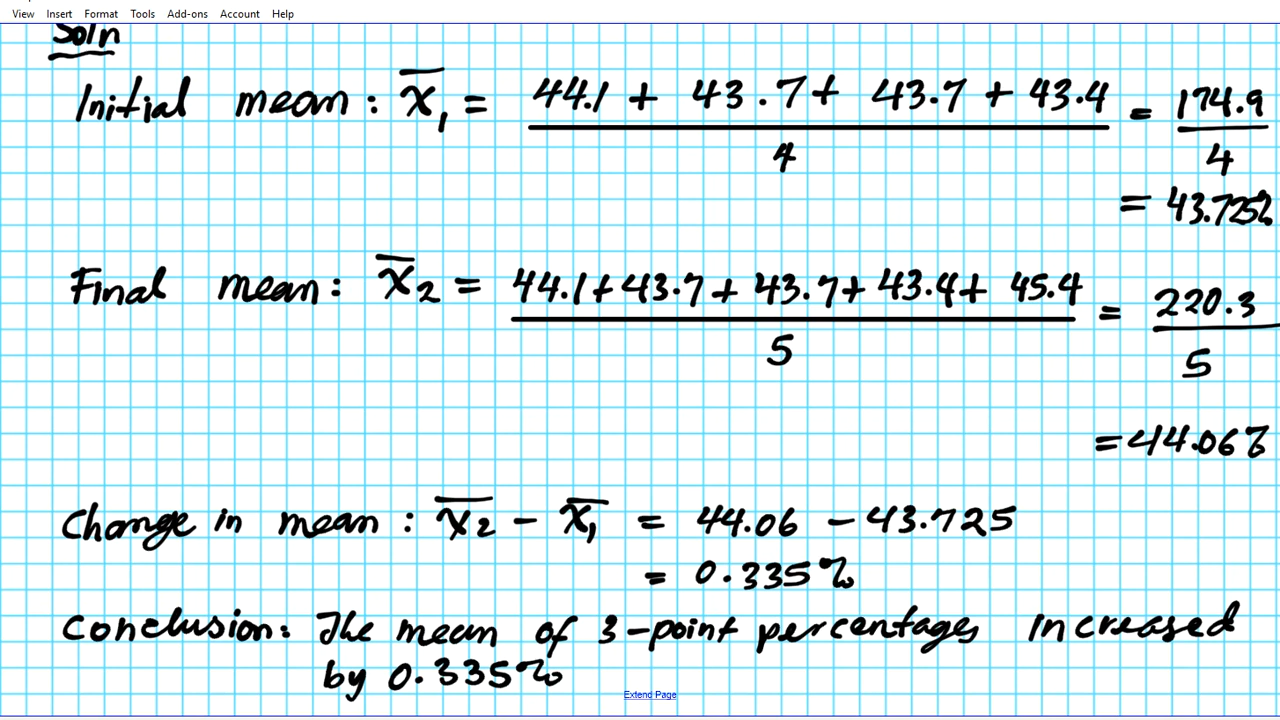 View Insert Format Tools Add-ons Account Help
Soln
Initial mean: x̄₁ = 44.1 + 43.7 + 43.7 + 43.4 = 174.9
4 4
= 43.725%
Final mean: x̄₂ = 44.1+43.7+43.7+43.4+ 45.4 = 220.3
5 5
=44.06%
Change in mean: x̄₂ - x̄₁ = 44.06 - 43.725
= 0.335%
Conclusion: The mean of 3-point percentages increased
by 0.335%
Extend Page